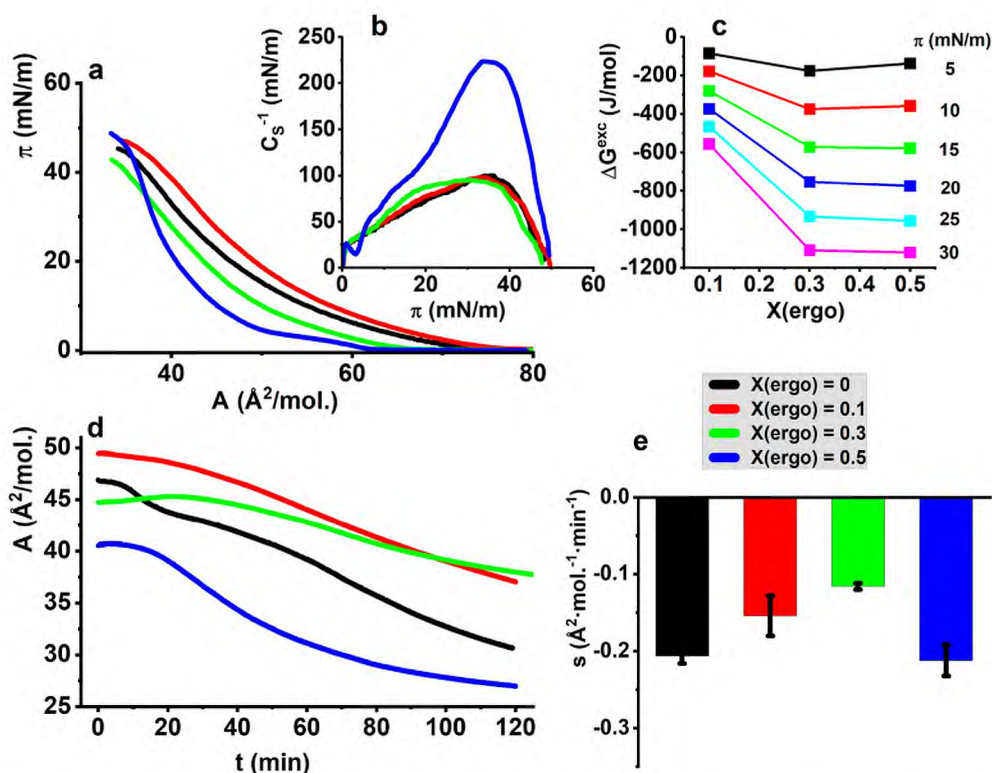 a
π (mN/m)
60
40
20
0
40
60
80
A (Å²/mol.)
b
C_S⁻¹ (mN/m)
250
200
150
100
50
0
0
20
40
60
π (mN/m)
c
ΔG^exc (J/mol)
0
-200
-400
-600
-800
-1000
-1200
0.1
0.2
0.3
0.4
0.5
X(ergo)
π (mN/m)
5
10
15
20
25
30
X(ergo) = 0
X(ergo) = 0.1
X(ergo) = 0.3
X(ergo) = 0.5
d
A (Å²/mol.)
50
45
40
35
30
25
0
20
40
60
80
100
120
t (min)
e
s (Å²·mol.⁻¹·min⁻¹)
0.0
-0.1
-0.2
-0.3